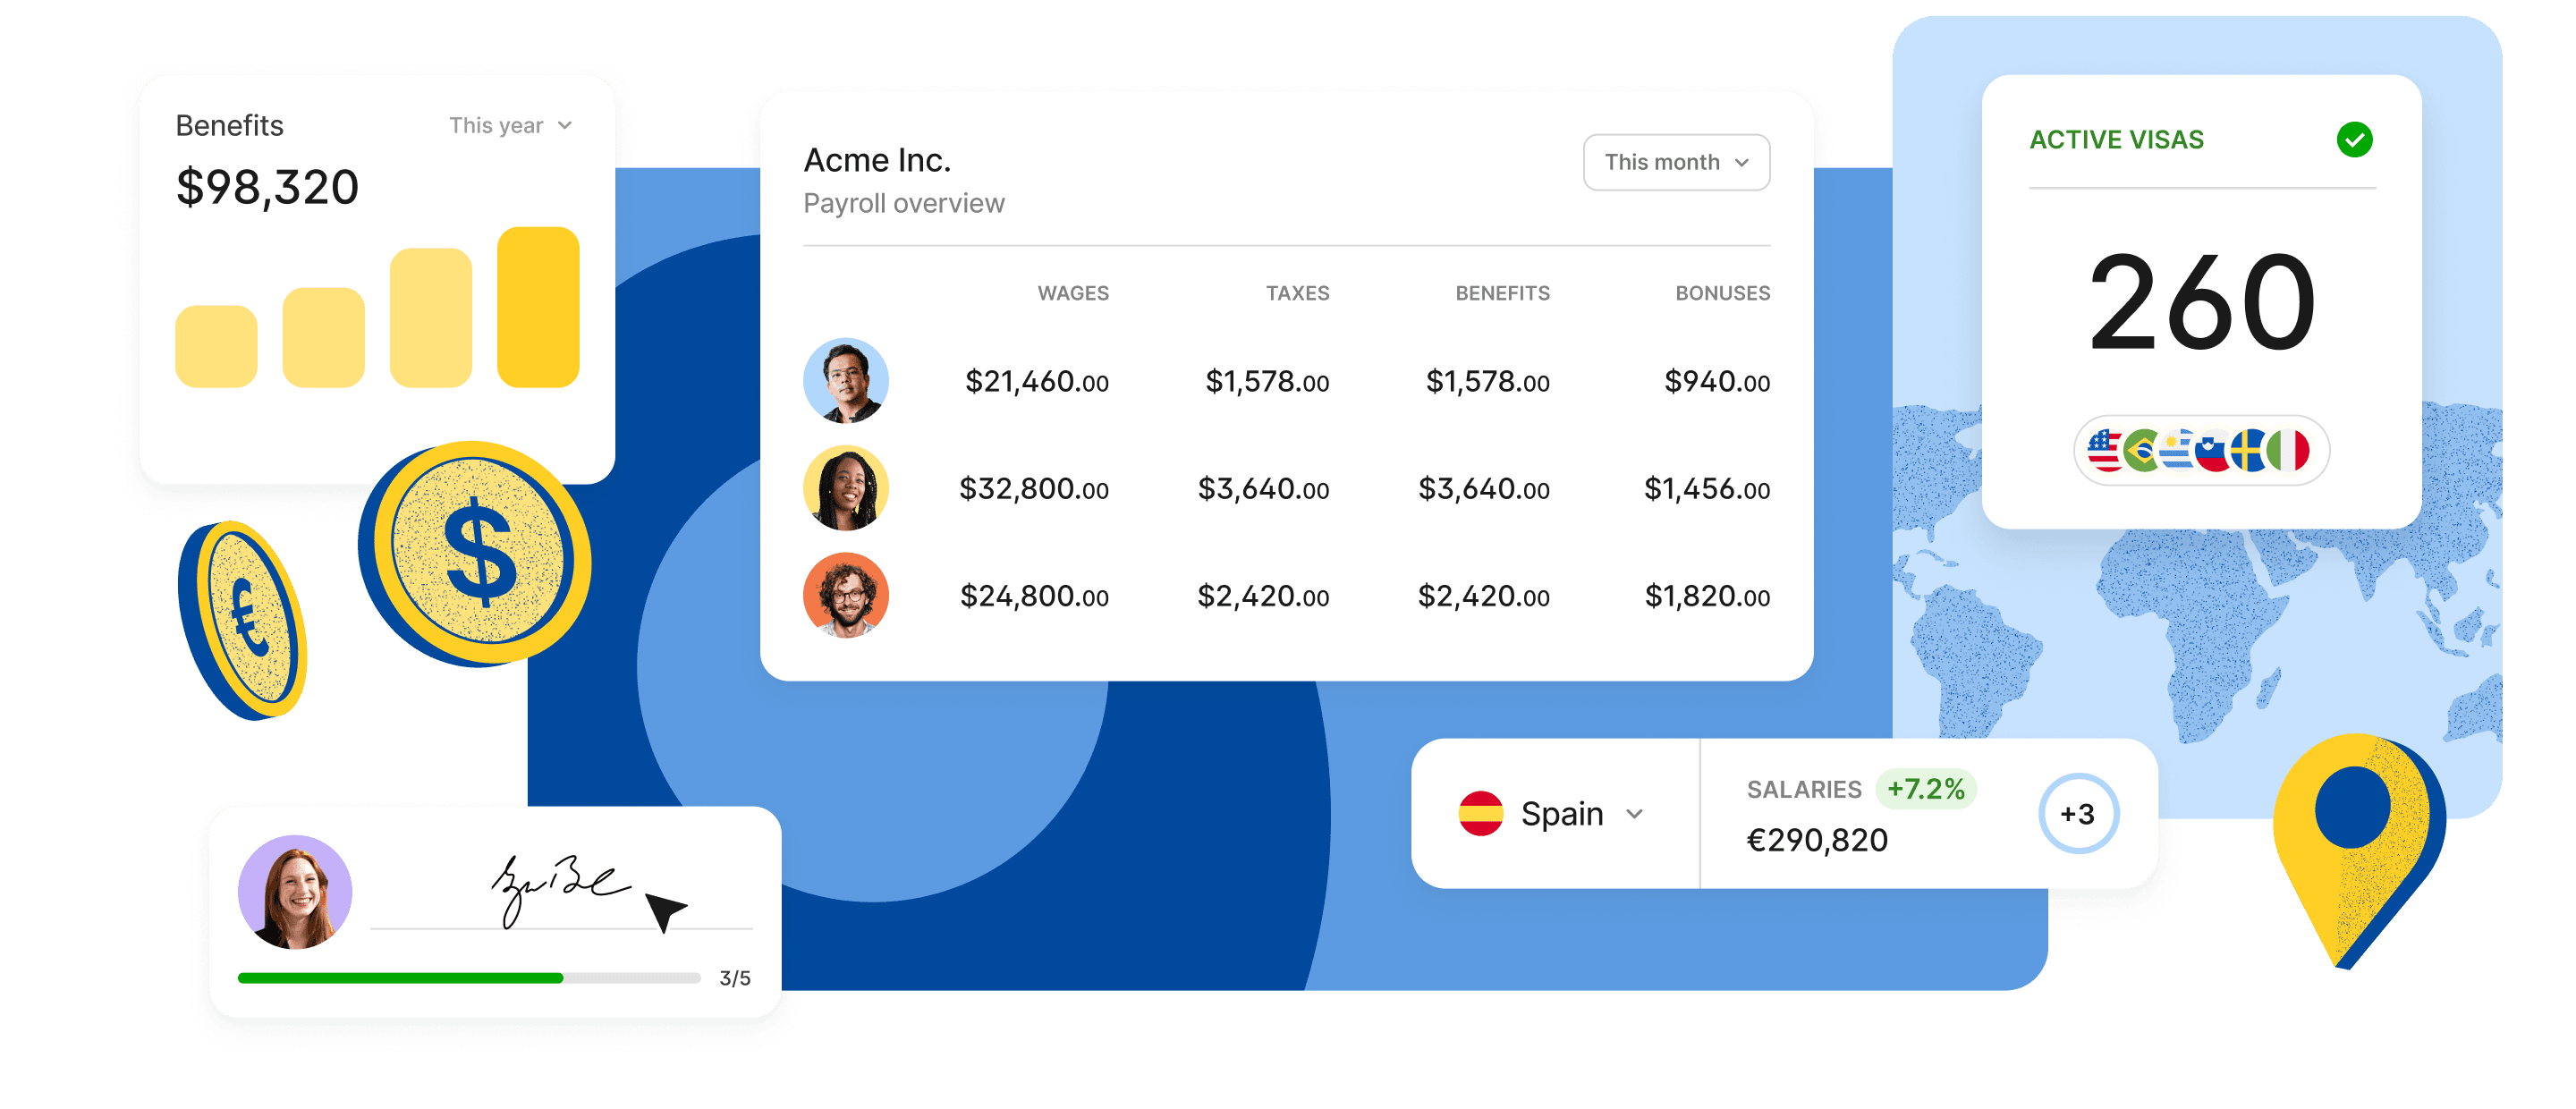 Benefits
This year
$98,320
€
$
Acme Inc.
Payroll overview
This month
WAGES TAXES BENEFITS BONUSES
$21,460.00 $1,578.00 $1,578.00 $940.00
$32,800.00 $3,640.00 $3,640.00 $1,456.00
$24,800.00 $2,420.00 $2,420.00 $1,820.00
ACTIVE VISAS
260
Spain
SALARIES +7.2%
€290,820
+3
3/5